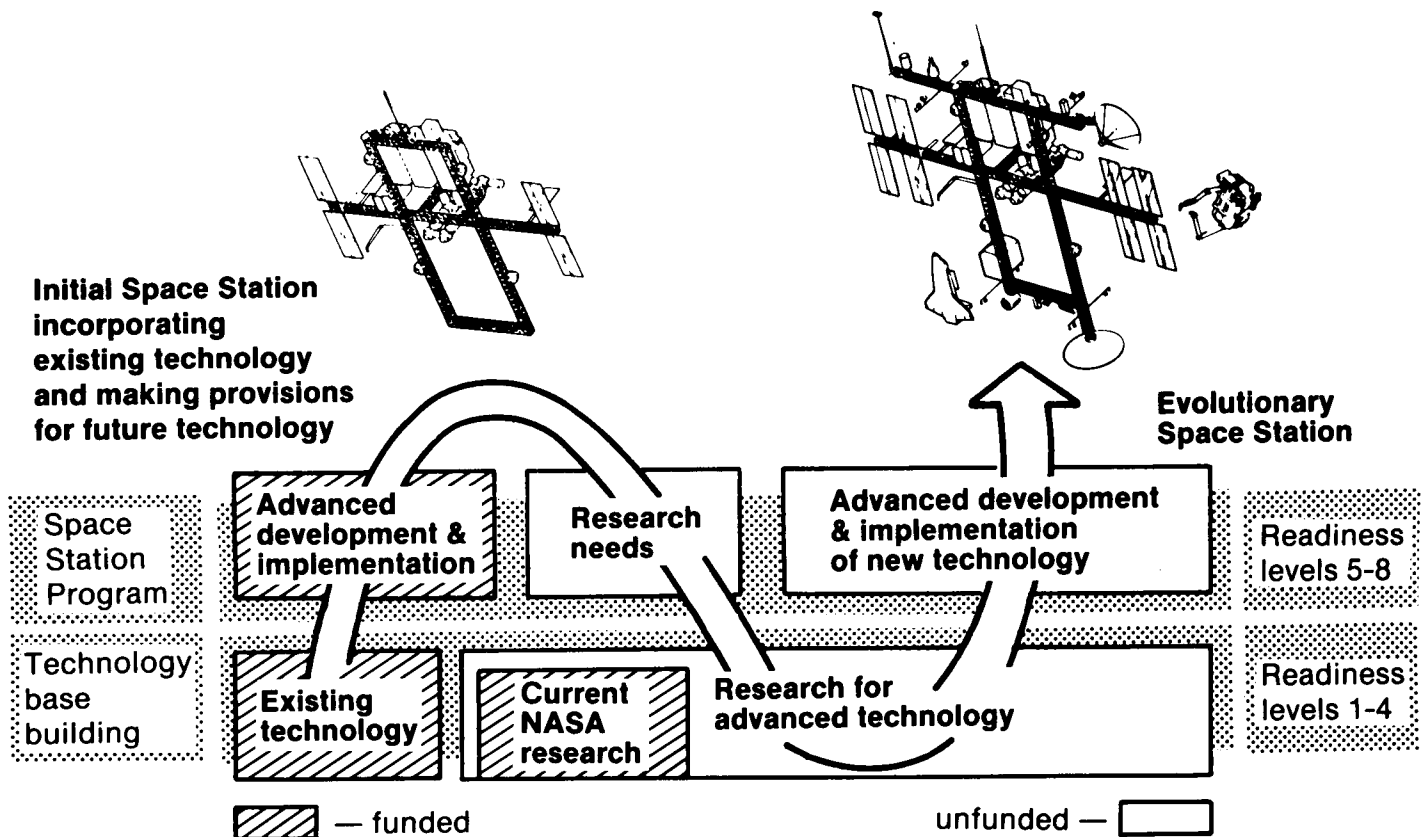 Initial Space Station
incorporating
existing technology
and making provisions
for future technology
Evolutionary
Space Station
Space
Station
Program
Advanced
development &
implementation
Research
needs
Advanced development
& implementation
of new technology
Readiness
levels 5-8
Technology
base
building
Existing
technology
Current
NASA
research
Research for
advanced technology
Readiness
levels 1-4
— funded
unfunded —